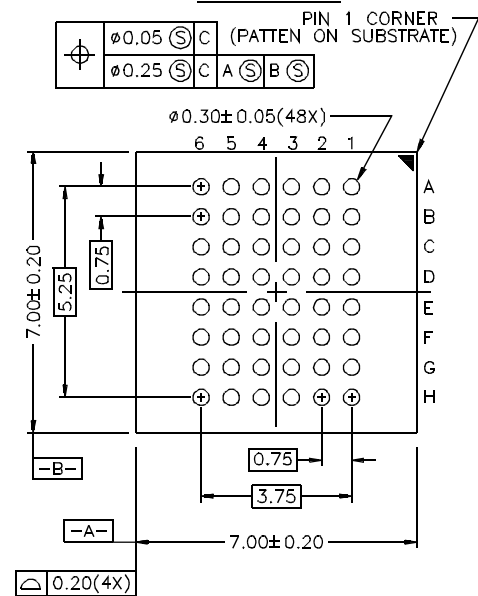 PIN 1 CORNER
(PATTEN ON SUBSTRATE)
ø0.05 Ⓢ C
ø0.25 Ⓢ C A Ⓢ B Ⓢ
ø0.30±0.05(48X)
6 5 4 3 2 1
A
B
C
D
E
F
G
H
0.75
5.25
7.00±0.20
0.75
3.75
-B-
-A-
7.00±0.20
0.20(4X)